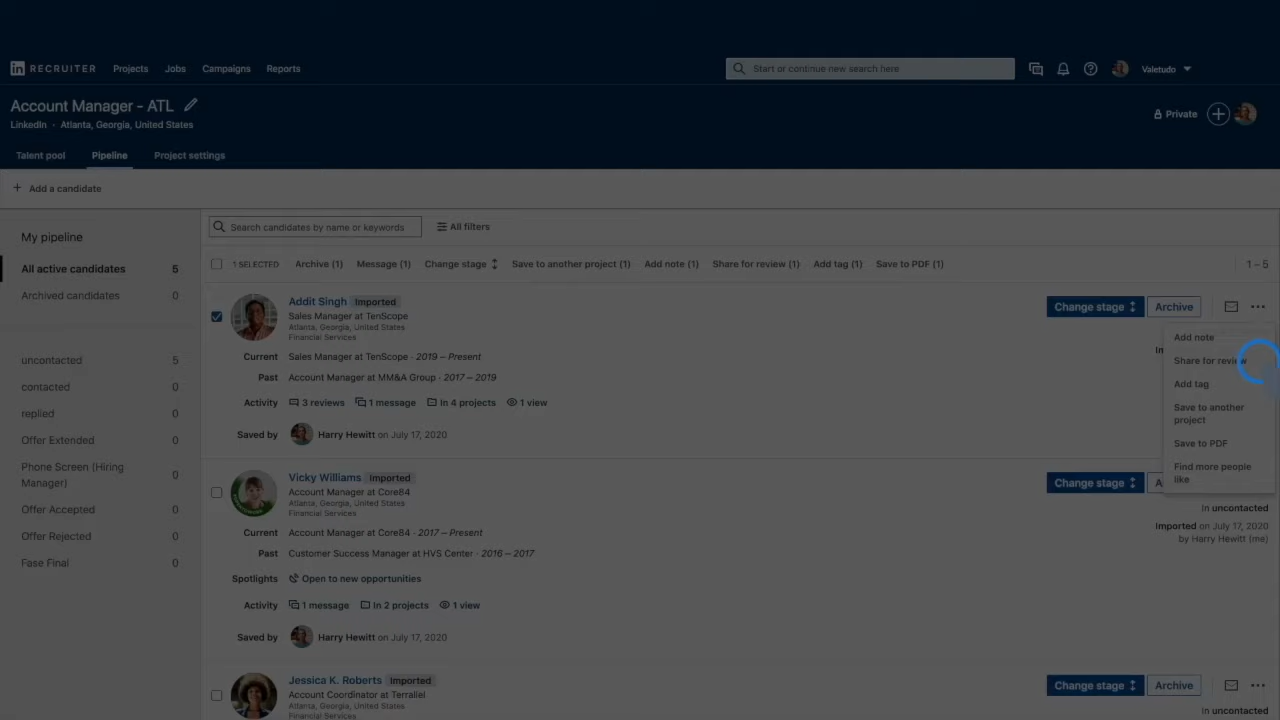 in RECRUITER Projects Jobs Campaigns Reports Start or continue new search here Valetudo
Account Manager - ATL
LinkedIn · Atlanta, Georgia, United States
Private
Talent pool Pipeline Project settings
+ Add a candidate
My pipeline
All active candidates 5
Archived candidates 0
uncontacted 5
contacted 0
replied 0
Offer Extended 0
Phone Screen (Hiring
Manager) 0
Offer Accepted 0
Offer Rejected 0
Fase Final 0
Search candidates by name or keywords All filters
1 SELECTED Archive (1) Message (1) Change stage Save to another project (1) Add note (1) Share for review (1) Add tag (1) Save to PDF (1) 1 – 5
Addit Singh Imported
Sales Manager at TenScope
Atlanta, Georgia, United States
Financial Services
Current Sales Manager at TenScope · 2019 – Present
Past Account Manager at MM&A Group · 2017 – 2019
Activity 3 reviews 1 message In 4 projects 1 view
Saved by Harry Hewitt on July 17, 2020
Change stage Archive
Add note
Share for review
Add tag
Save to another
project
Save to PDF
Find more people
like
Vicky Williams Imported
Account Manager at Core84
Atlanta, Georgia, United States
Financial Services
Current Account Manager at Core84 · 2017 – Present
Past Customer Success Manager at HVS Center · 2016 – 2017
Spotlights Open to new opportunities
Activity 1 message In 2 projects 1 view
Saved by Harry Hewitt on July 17, 2020
Change stage
In uncontacted
Imported on July 17, 2020
by Harry Hewitt (me)
Jessica K. Roberts Imported
Account Coordinator at Terrallel
Atlanta, Georgia, United States
Financial Services
Change stage Archive
In uncontacted